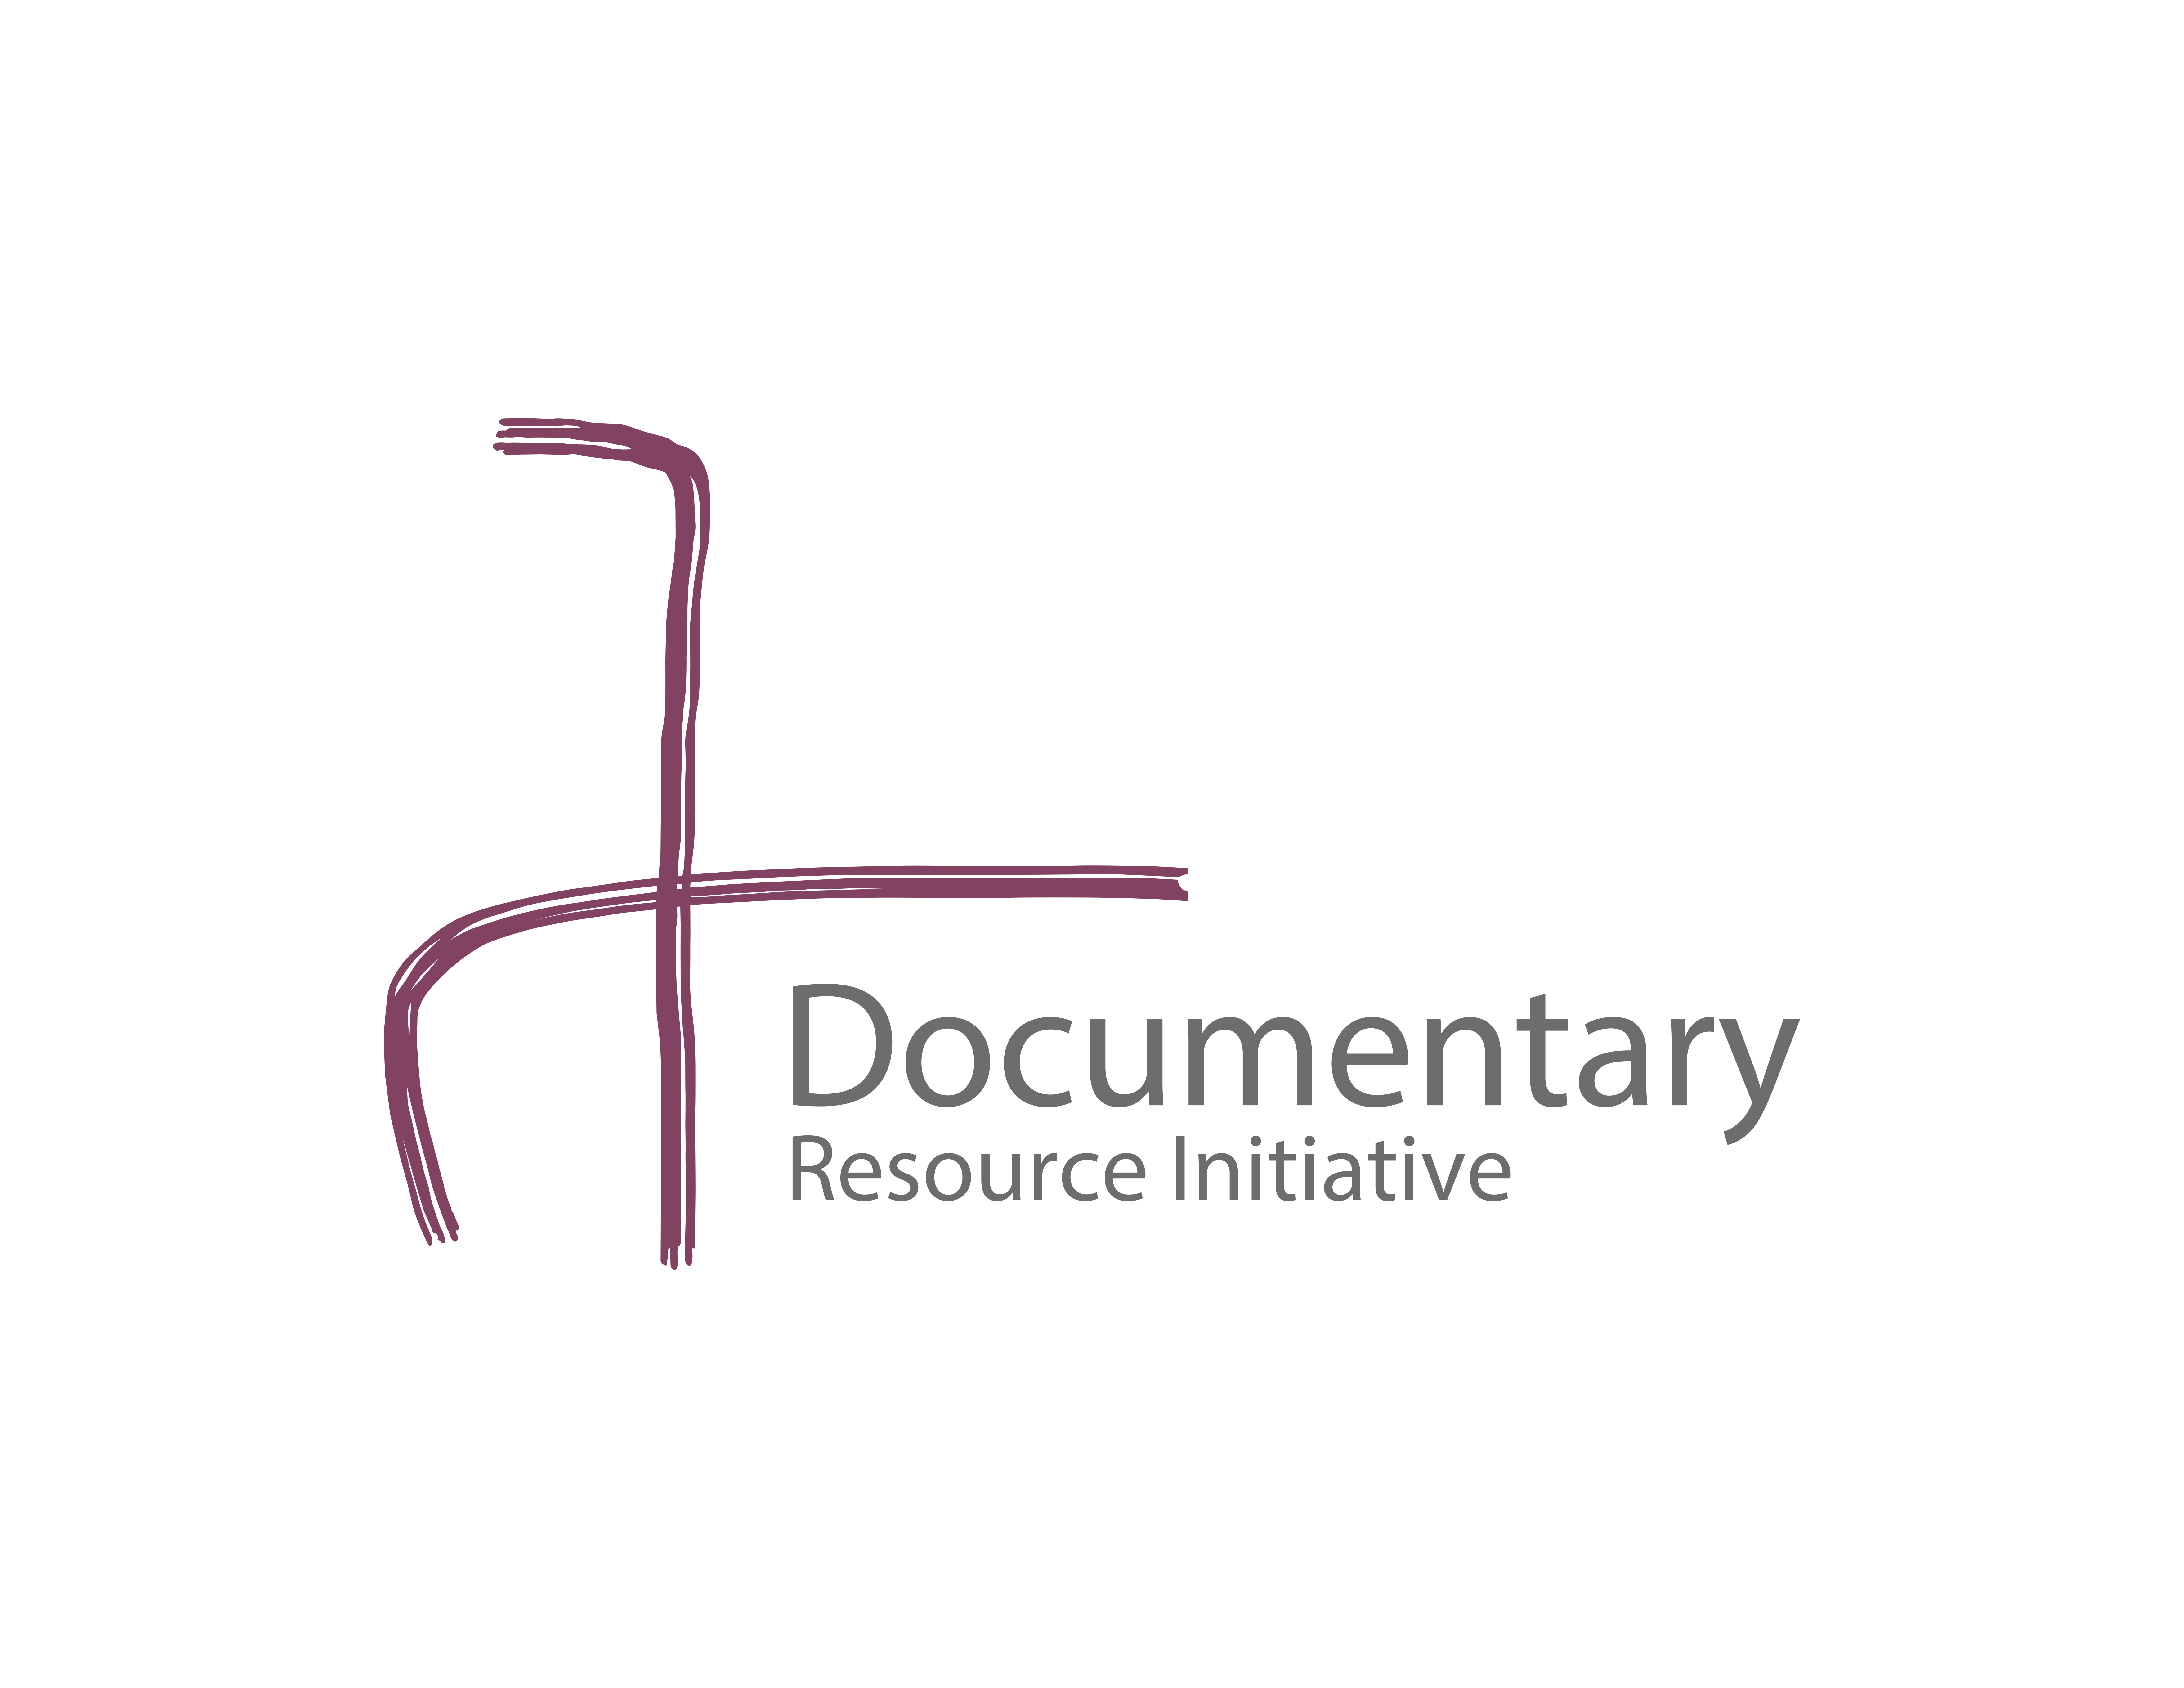 Documentary
Resource Initiative